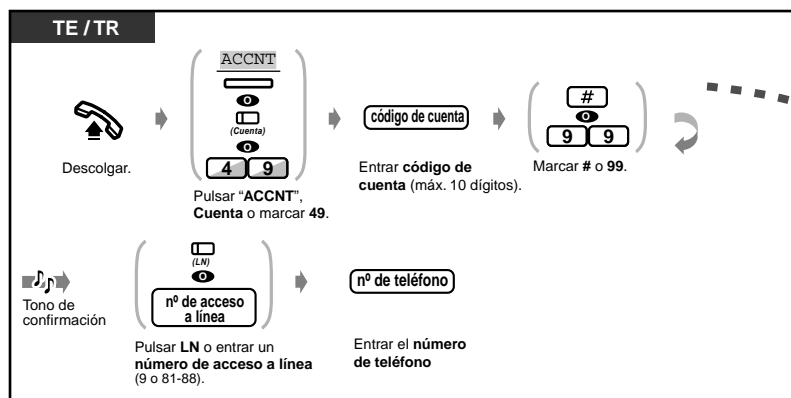 TE / TR
ACCNT
O
(Cuenta)
O
4 9
Descolgar.
Pulsar “ACCNT”,
Cuenta o marcar 49.
código de cuenta
Entrar código de
cuenta (máx. 10 dígitos).
#
O
9 9
Marcar # o 99.
Tono de
confirmación
(LN)
O
nº de acceso
a línea
Pulsar LN o entrar un
número de acceso a línea
(9 o 81-88).
nº de teléfono
Entrar el número
de teléfono